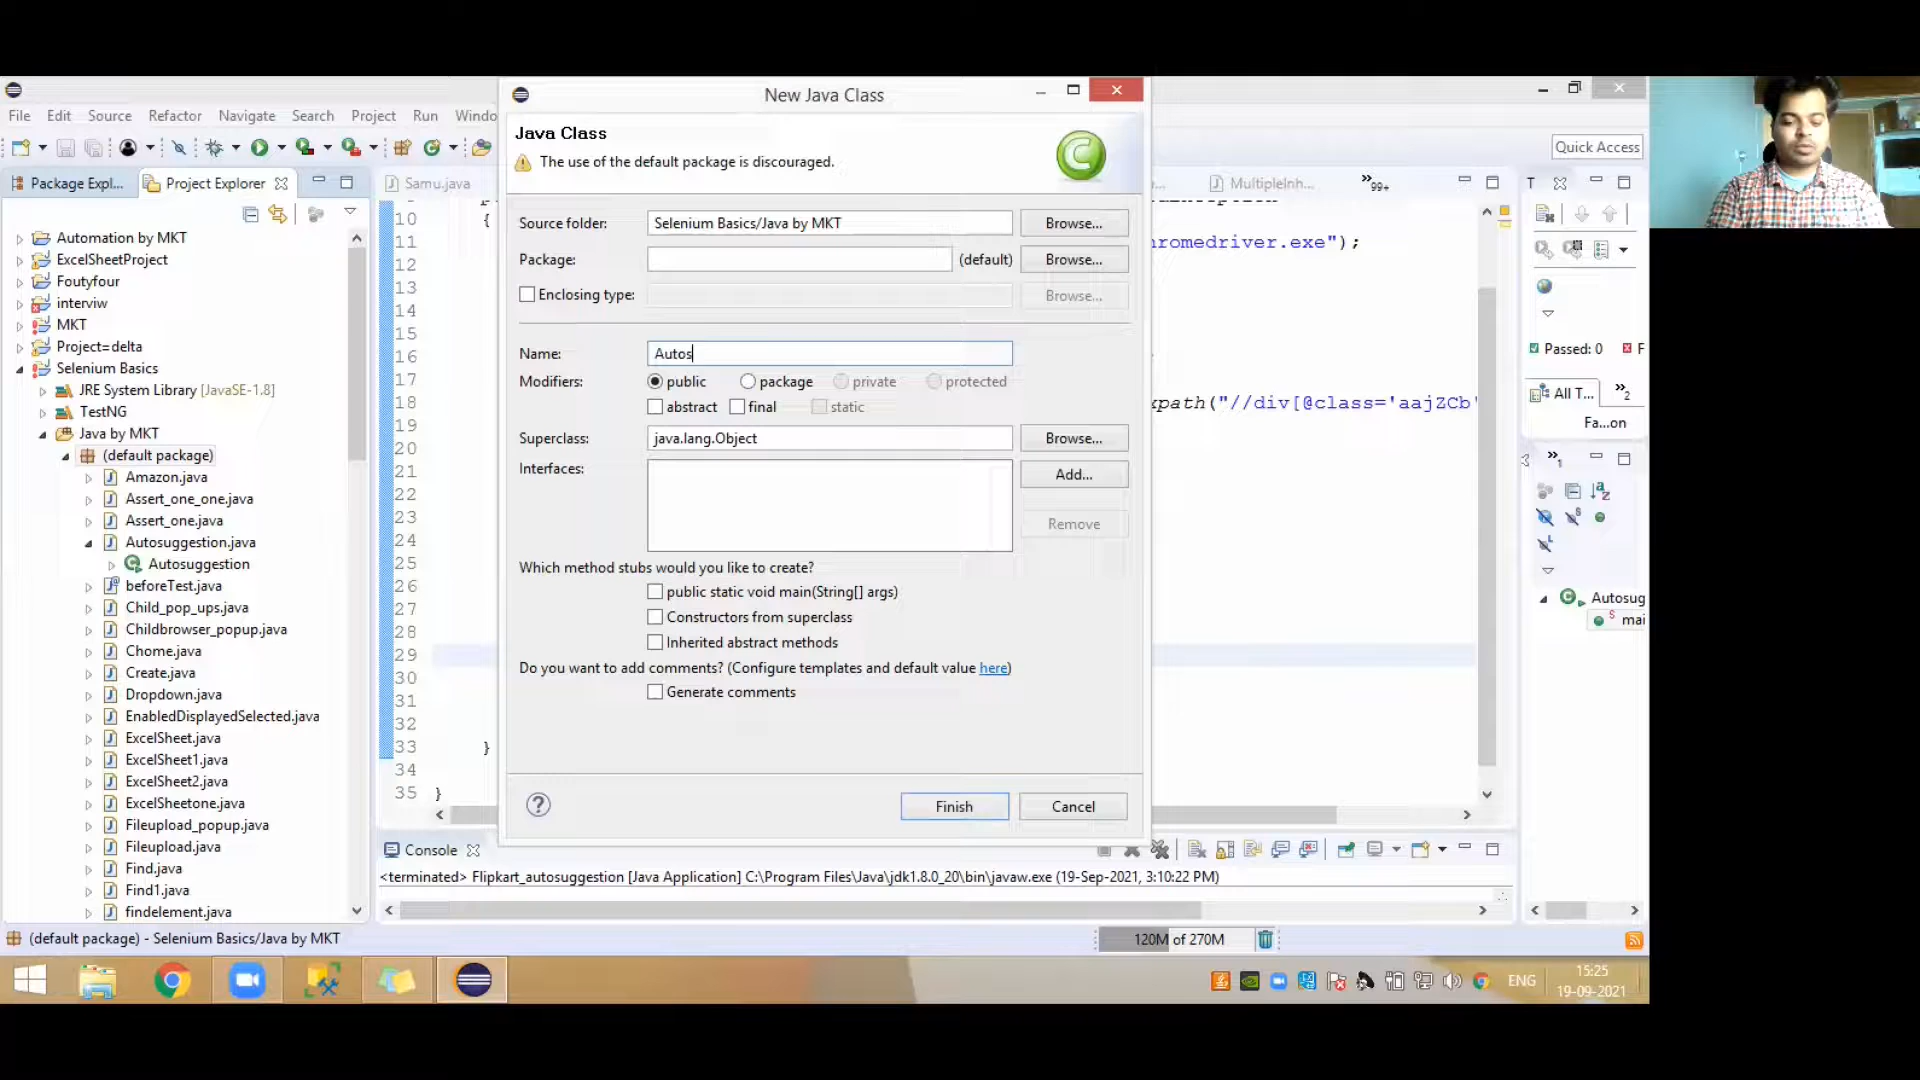 New Java Class
File Edit Source Refactor Navigate Search Project Run Windo
Java Class
The use of the default package is discouraged.
Quick Access
Package Expl... Project Explorer
Samu.java
MultipleInh...
99+
T
Source folder: Selenium Basics/Java by MKT Browse...
Package: (default) Browse...
Enclosing type: Browse...
Name: Autos
Modifiers: public package private protected
abstract final static
Superclass: java.lang.Object Browse...
Interfaces: Add...
Remove
Which method stubs would you like to create?
public static void main(String[] args)
Constructors from superclass
Inherited abstract methods
Do you want to add comments? (Configure templates and default value here)
Generate comments
Finish Cancel
Automation by MKT
ExcelSheetProject
Foutyfour
interviw
MKT
Project=delta
Selenium Basics
JRE System Library [JavaSE-1.8]
TestNG
Java by MKT
(default package)
Amazon.java
Assert_one_one.java
Assert_one.java
Autosuggestion.java
Autosuggestion
beforeTest.java
Child_pop_ups.java
Childbrowser_popup.java
Chome.java
Create.java
Dropdown.java
EnabledDisplayedSelected.java
ExcelSheet.java
ExcelSheet1.java
ExcelSheet2.java
ExcelSheetone.java
Fileupload_popup.java
Fileupload.java
Find.java
Find1.java
findelement.java
10 {
11 hromedriver.exe");
12
13
14
15
16
17
18 xpath("//div[@class='aajZCb'
19
20
21
22
23
24
25
26
27
28
29
30
31
32
33 }
34
35 }
Passed: 0 F
All T... 2
Fa...on
1
Autosug
mai
Console
<terminated> Flipkart_autosuggestion [Java Application] C:\Program Files\Java\jdk1.8.0_20\bin\javaw.exe (19-Sep-2021, 3:10:22 PM)
(default package) - Selenium Basics/Java by MKT
120M of 270M
ENG
15:25
19-09-2021